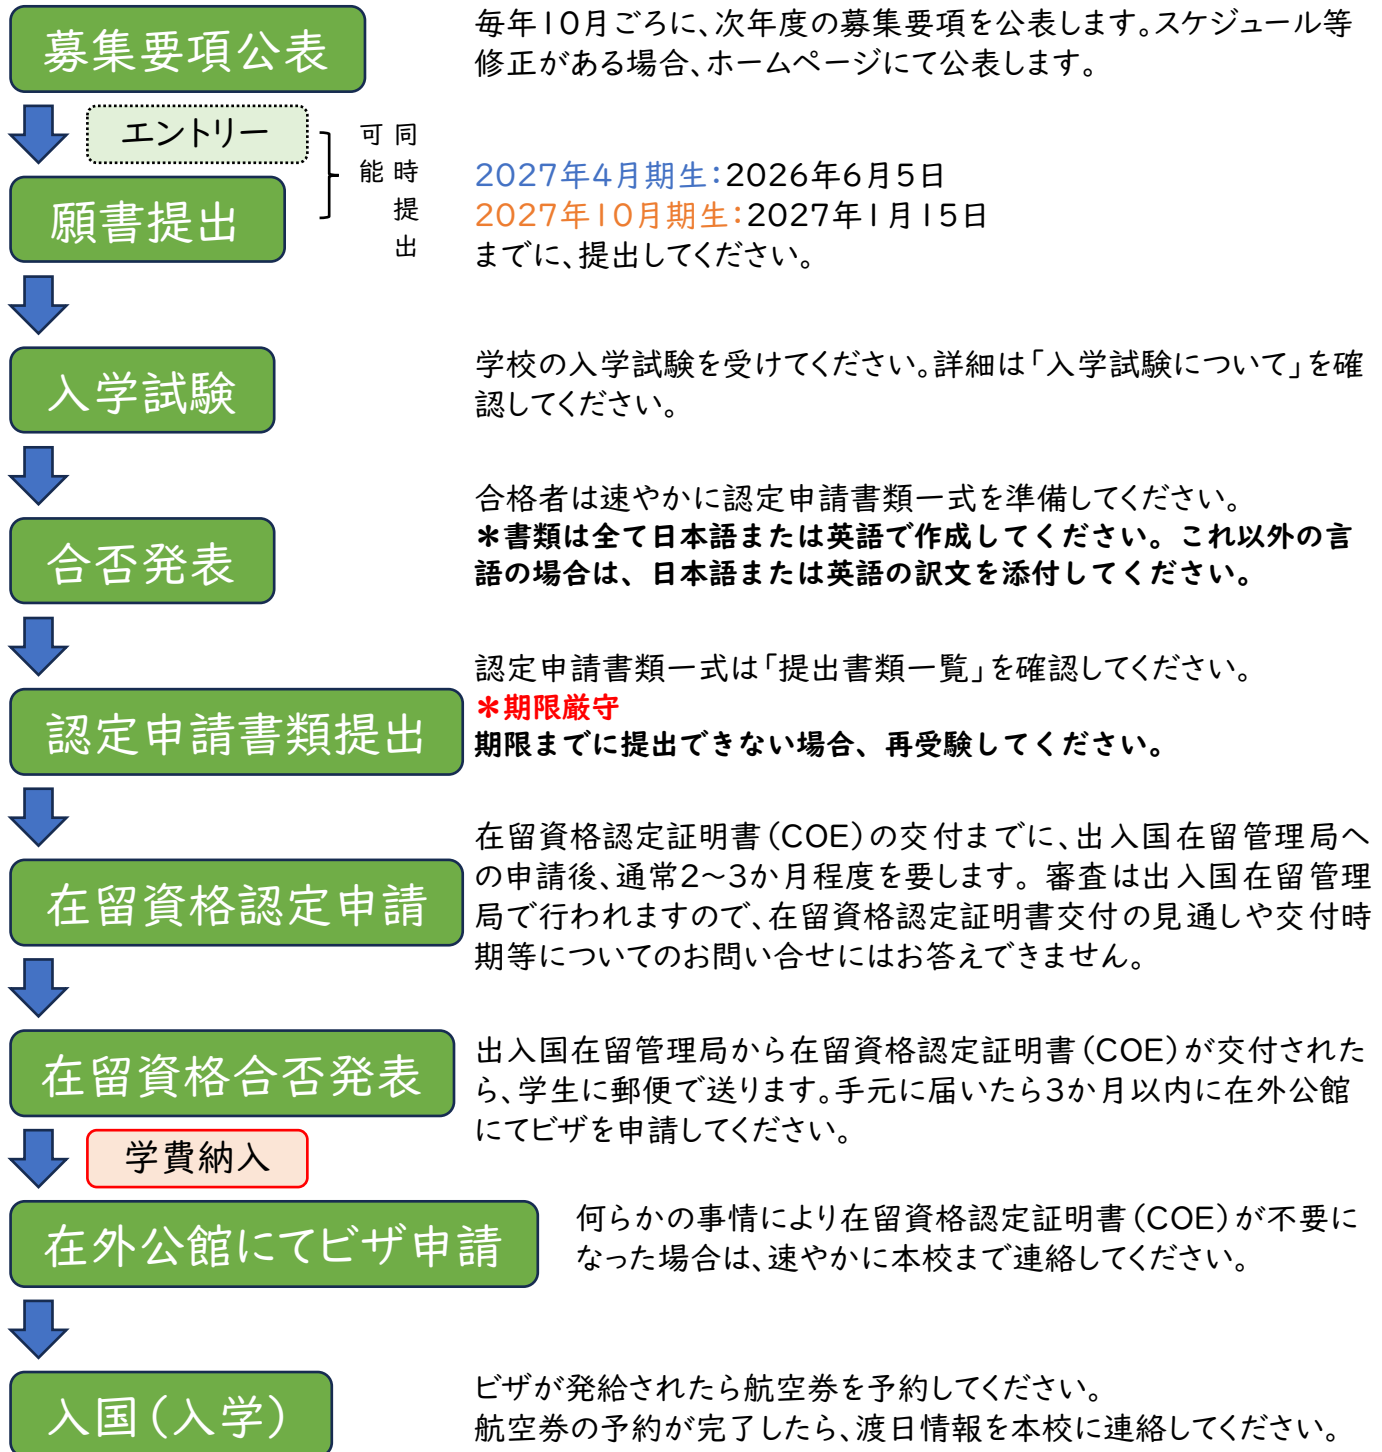 募集要項公表
毎年10月ごろに、次年度の募集要項を公表します。スケジュール等
修正がある場合、ホームページにて公表します。
エントリー
同時提出
可能
願書提出
2027年4月期生：2026年6月5日
2027年10月期生：2027年1月15日
までに、提出してください。
入学試験
学校の入学試験を受けてください。詳細は「入学試験について」を確
認してください。
合否発表
合格者は速やかに認定申請書類一式を準備してください。
＊書類は全て日本語または英語で作成してください。これ以外の言
語の場合は、日本語または英語の訳文を添付してください。
認定申請書類提出
認定申請書類一式は「提出書類一覧」を確認してください。
＊期限厳守
期限までに提出できない場合、再受験してください。
在留資格認定申請
在留資格認定証明書（COE）の交付までに、出入国在留管理局へ
の申請後、通常2～3か月程度を要します。審査は出入国在留管理
局で行われますので、在留資格認定証明書交付の見通しや交付時
期等についてのお問い合せにはお答えできません。
在留資格合否発表
出入国在留管理局から在留資格認定証明書（COE）が交付された
ら、学生に郵便で送ります。手元に届いたら3か月以内に在外公館
にてビザを申請してください。
学費納入
在外公館にてビザ申請
何らかの事情により在留資格認定証明書（COE）が不要に
なった場合は、速やかに本校まで連絡してください。
入国（入学）
ビザが発給されたら航空券を予約してください。
航空券の予約が完了したら、渡日情報を本校に連絡してください。